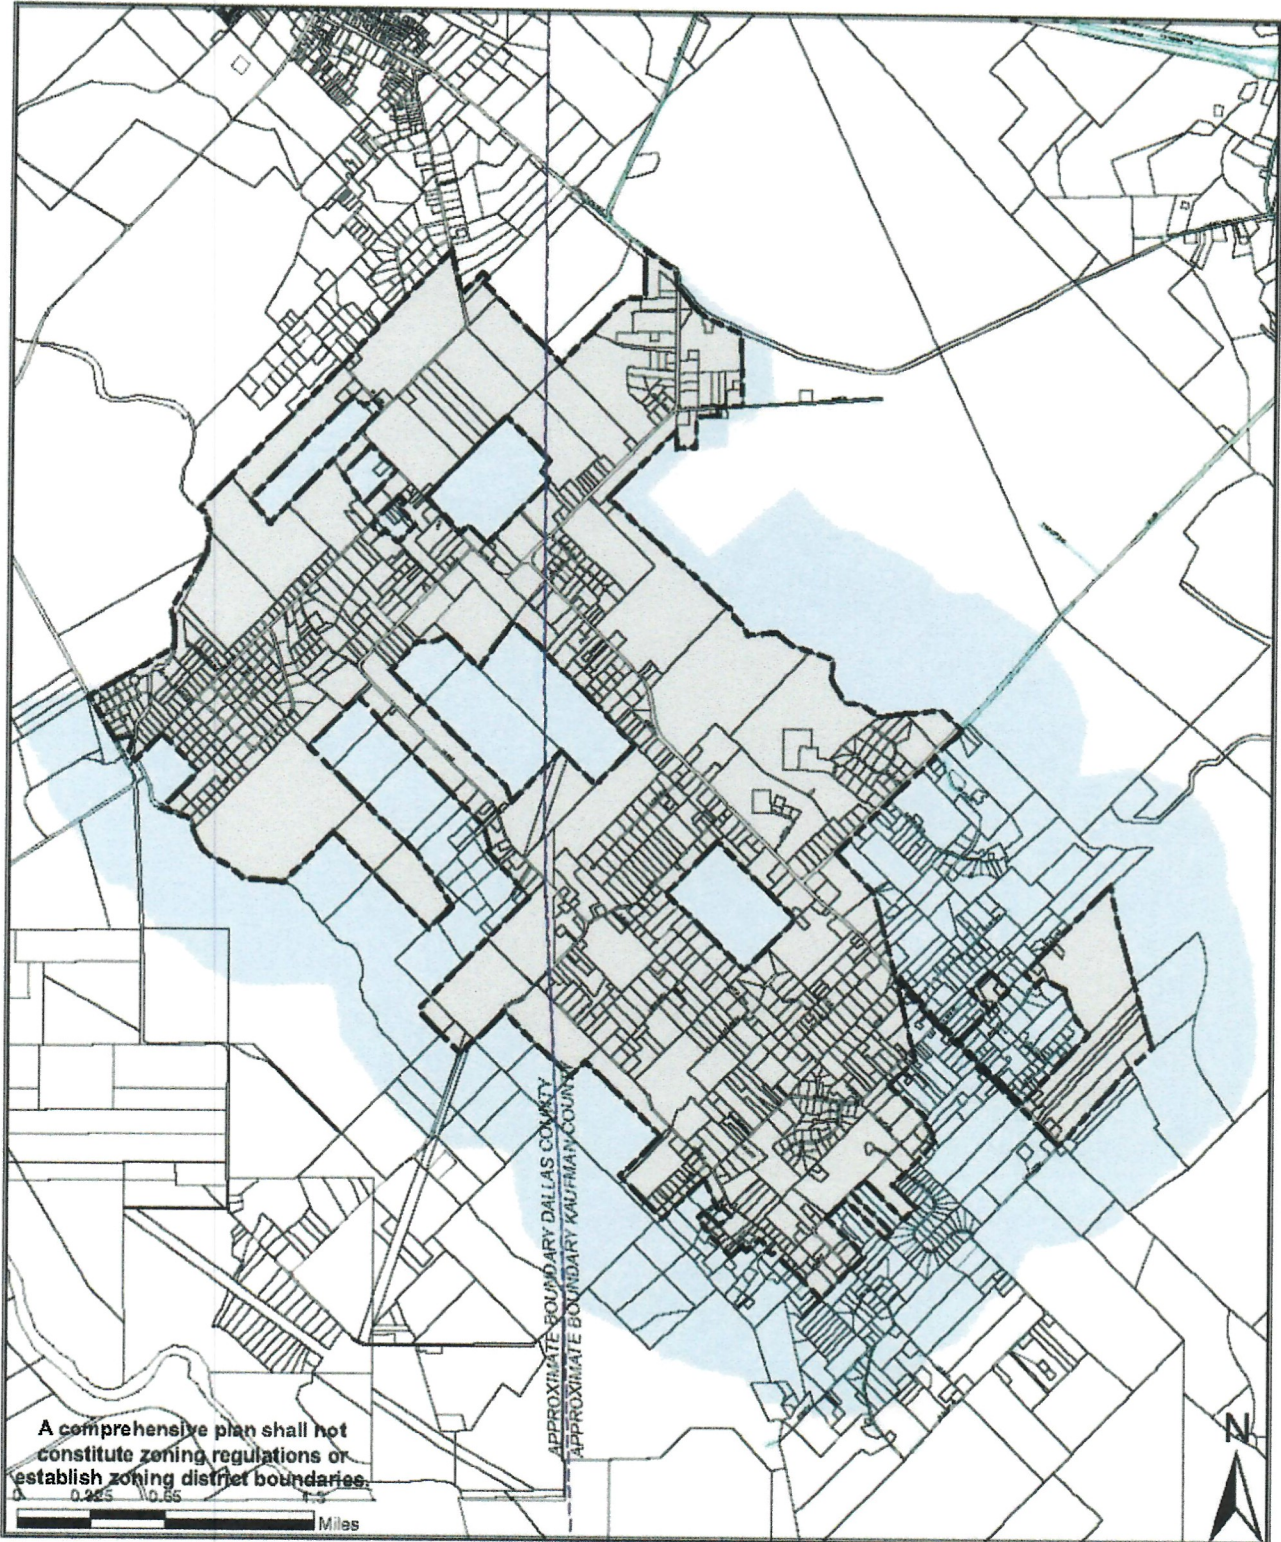 APPROXIMATE BOUNDARY DALLAS COUNTY
APPROXIMATE BOUNDARY KAUFMAN COUNTY
A comprehensive plan shall not
constitute zoning regulations or
establish zoning district boundaries.
0 0.325 0.65 1.3
Miles
N